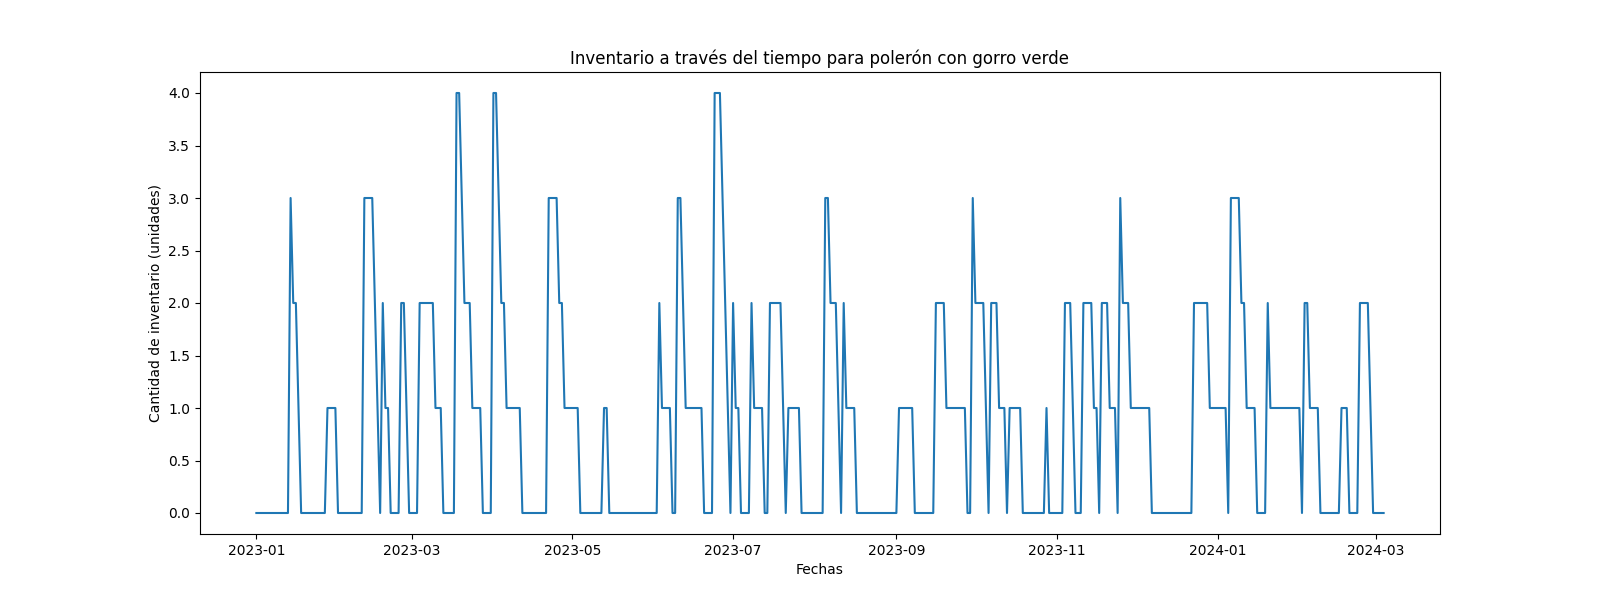 Inventario a través del tiempo para polerón con gorro verde
Cantidad de inventario (unidades)
4.0
3.5
3.0
2.5
2.0
1.5
1.0
0.5
0.0
2023-01 2023-03 2023-05 2023-07 2023-09 2023-11 2024-01 2024-03
Fechas